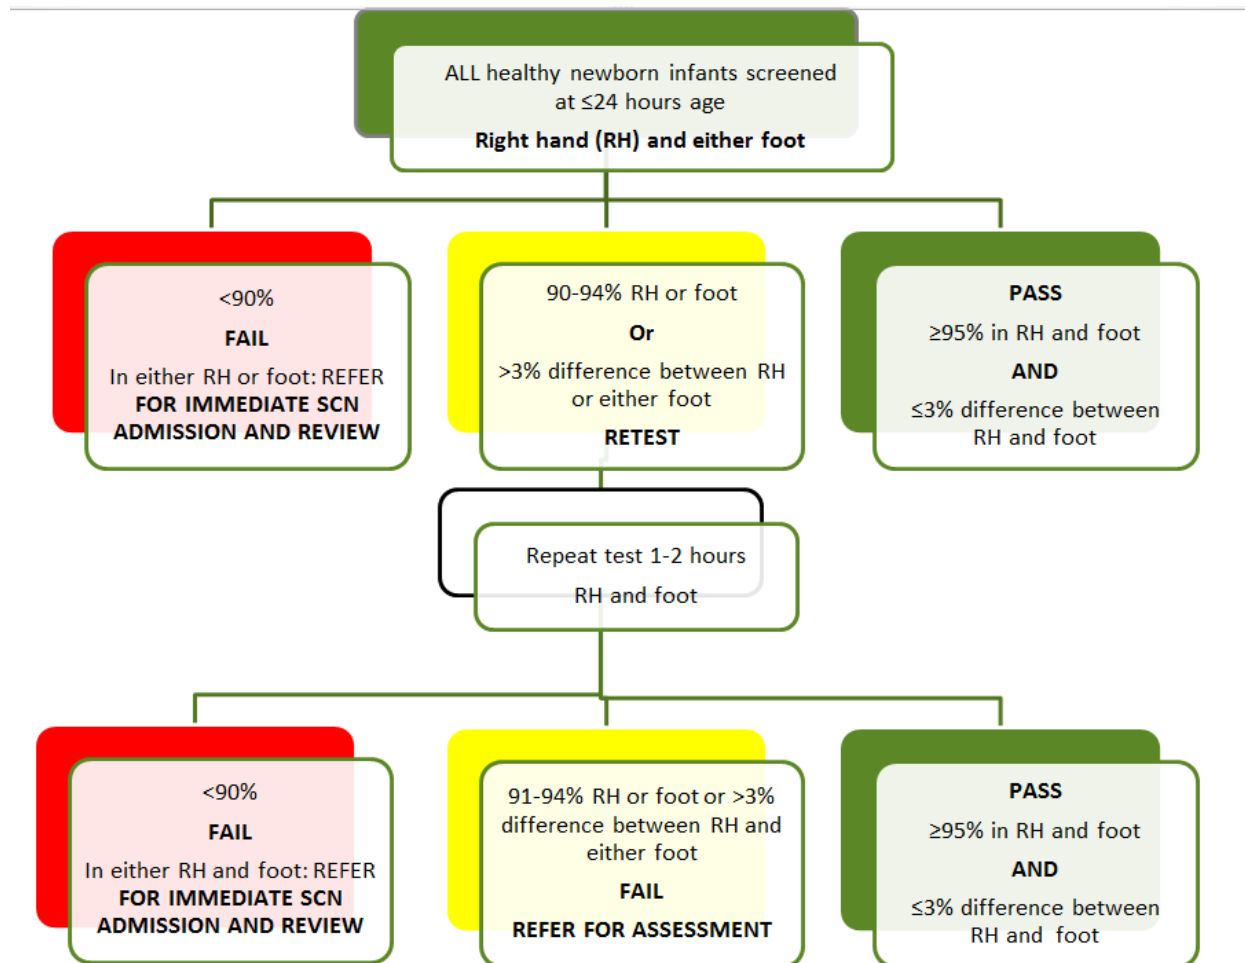 ALL healthy newborn infants screened
at ≤24 hours age
Right hand (RH) and either foot
<90%
FAIL
In either RH or foot: REFER
FOR IMMEDIATE SCN
ADMISSION AND REVIEW
90-94% RH or foot
Or
>3% difference between RH
or either foot
RETEST
PASS
≥95% in RH and foot
AND
≤3% difference between
RH and foot
Repeat test 1-2 hours
RH and foot
<90%
FAIL
In either RH and foot: REFER
FOR IMMEDIATE SCN
ADMISSION AND REVIEW
91-94% RH or foot or >3%
difference between RH and
either foot
FAIL
REFER FOR ASSESSMENT
PASS
≥95% in RH and foot
AND
≤3% difference between
RH and foot